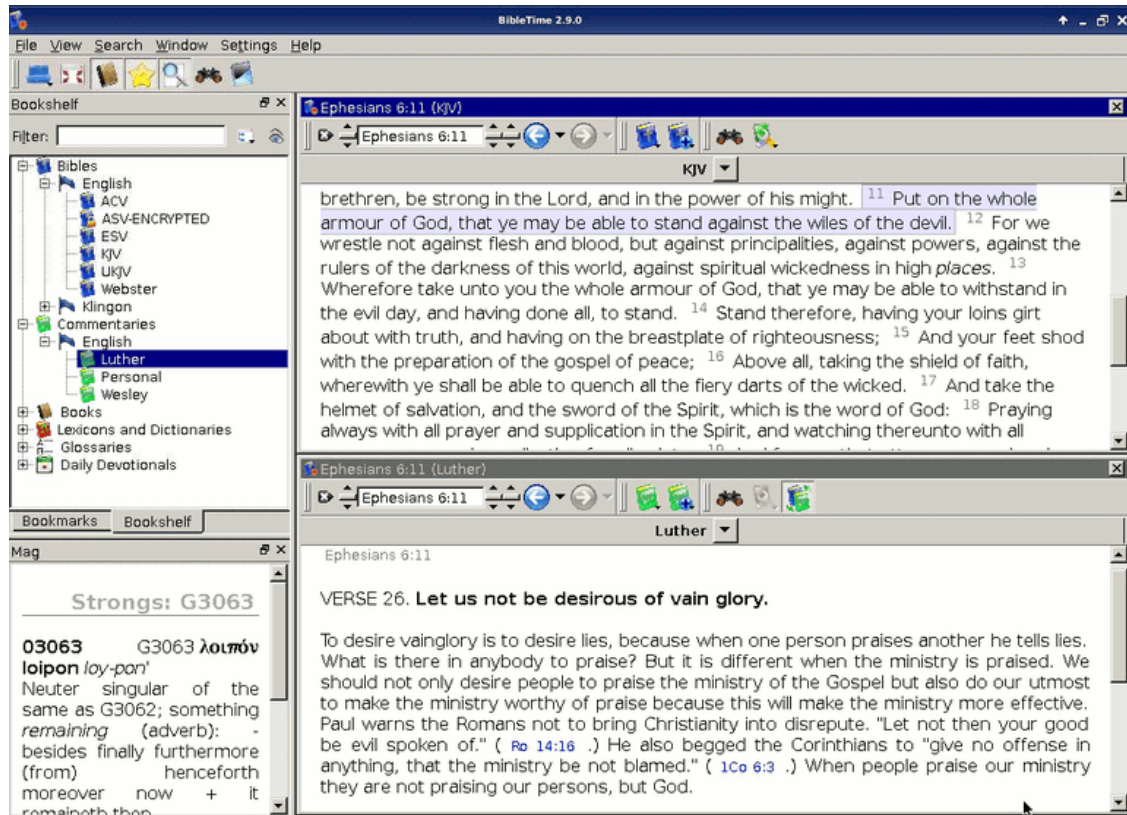 BibleTime 2.9.0
File View Search Window Settings Help
Bookshelf
Filter:
Bibles
English
ACV
ASV-ENCRYPTED
ESV
KJV
UKJV
Webster
Klingon
Commentaries
English
Luther
Personal
Wesley
Books
Lexicons and Dictionaries
Glossaries
Daily Devotionals
Bookmarks Bookshelf
Mag
Strongs: G3063
03063 G3063 λοιπόν
loipon loy-pon'
Neuter singular of the
same as G3062; something
remaining (adverb): -
besides finally furthermore
(from) henceforth
moreover now + it
remaineth then
Ephesians 6:11 (KJV)
Ephesians 6:11
KJV
brethren, be strong in the Lord, and in the power of his might. 11 Put on the whole
armour of God, that ye may be able to stand against the wiles of the devil. 12 For we
wrestle not against flesh and blood, but against principalities, against powers, against the
rulers of the darkness of this world, against spiritual wickedness in high places. 13
Wherefore take unto you the whole armour of God, that ye may be able to withstand in
the evil day, and having done all, to stand. 14 Stand therefore, having your loins girt
about with truth, and having on the breastplate of righteousness; 15 And your feet shod
with the preparation of the gospel of peace; 16 Above all, taking the shield of faith,
wherewith ye shall be able to quench all the fiery darts of the wicked. 17 And take the
helmet of salvation, and the sword of the Spirit, which is the word of God: 18 Praying
always with all prayer and supplication in the Spirit, and watching thereunto with all
Ephesians 6:11 (Luther)
Ephesians 6:11
Luther
Ephesians 6:11
VERSE 26. Let us not be desirous of vain glory.
To desire vainglory is to desire lies, because when one person praises another he tells lies.
What is there in anybody to praise? But it is different when the ministry is praised. We
should not only desire people to praise the ministry of the Gospel but also do our utmost
to make the ministry worthy of praise because this will make the ministry more effective.
Paul warns the Romans not to bring Christianity into disrepute. "Let not then your good
be evil spoken of." ( Ro 14:16 .) He also begged the Corinthians to "give no offense in
anything, that the ministry be not blamed." ( 1Co 6:3 .) When people praise our ministry
they are not praising our persons, but God.